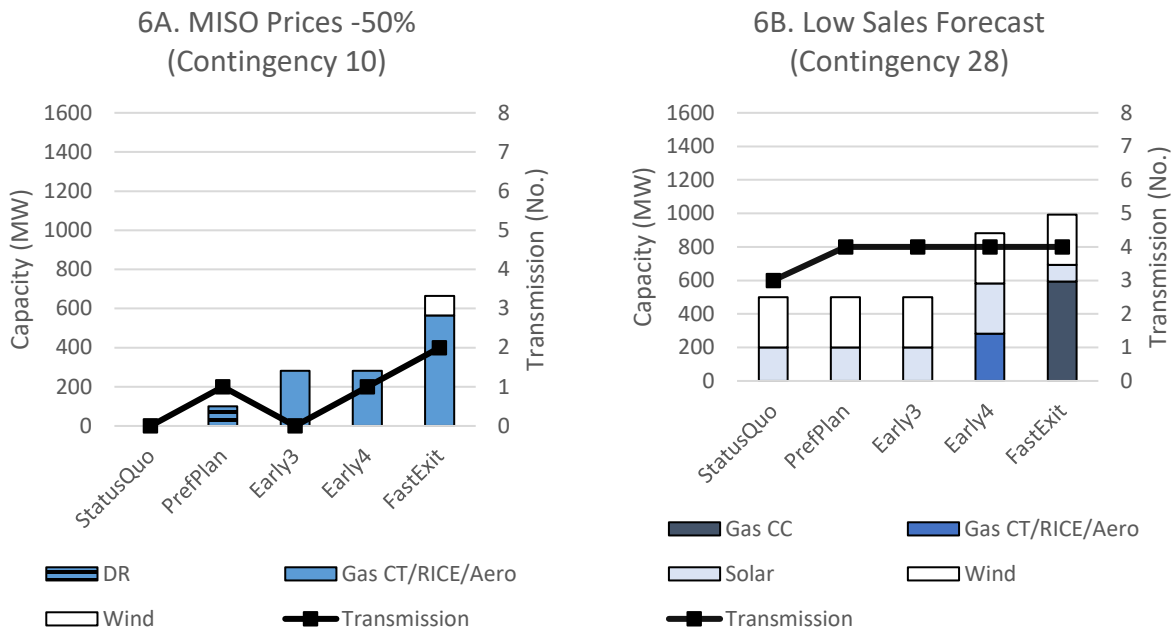 6A. MISO Prices -50%
(Contingency 10)
Capacity (MW)
1600
1400
1200
1000
800
600
400
200
0
8
7
6
5
4
3
2
1
0
Transmission (No.)
StatusQuo
PrefPlan
Early3
Early4
FastExit
DR
Gas CT/RICE/Aero
Wind
Transmission
6B. Low Sales Forecast
(Contingency 28)
Capacity (MW)
1600
1400
1200
1000
800
600
400
200
0
8
7
6
5
4
3
2
1
0
Transmission (No.)
StatusQuo
PrefPlan
Early3
Early4
FastExit
Gas CC
Gas CT/RICE/Aero
Solar
Wind
Transmission